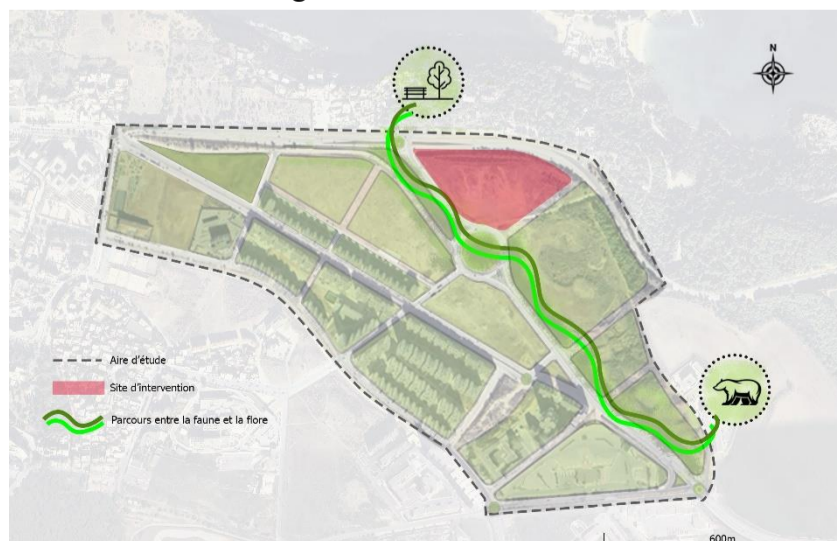 N
Aire d'étude
Site d'intervention
Parcours entre la faune et la flore
600m